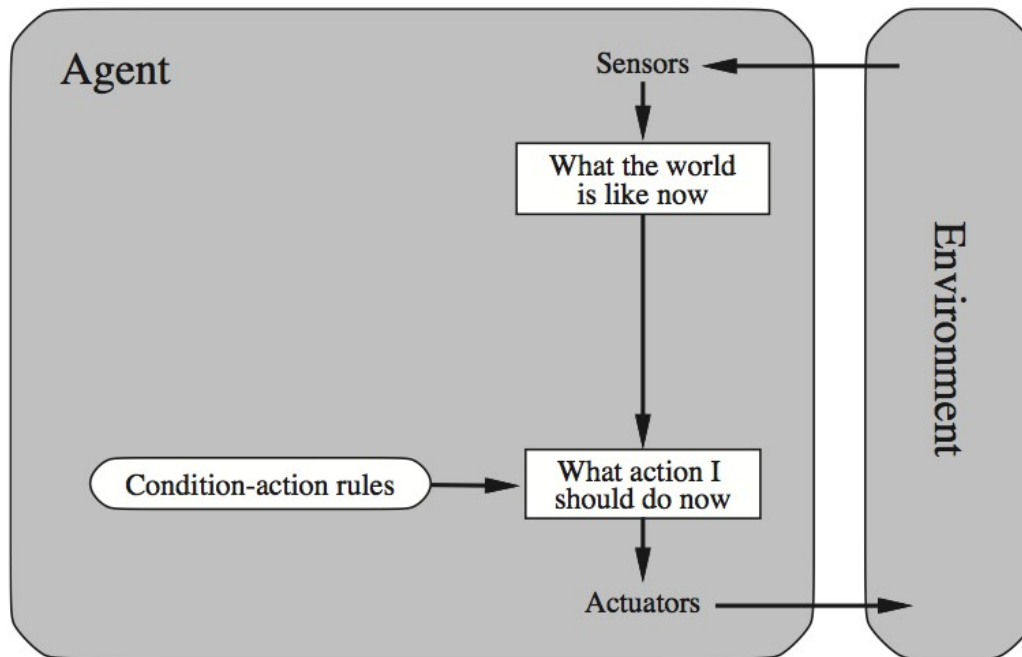 Agent
Sensors
What the world
is like now
Environment
Condition-action rules
What action I
should do now
Actuators